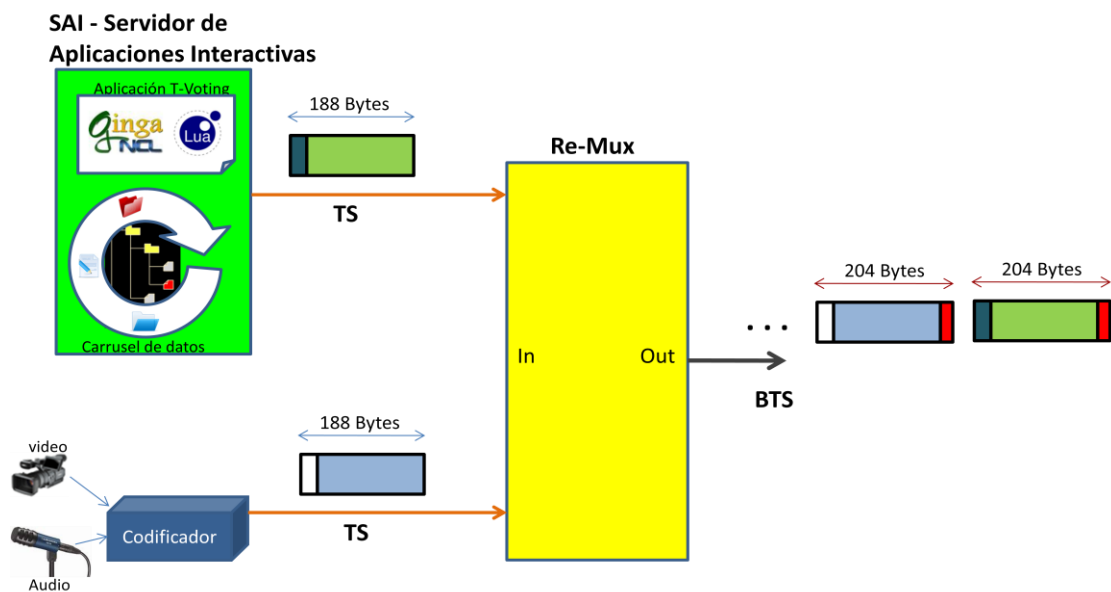 SAI - Servidor de
Aplicaciones Interactivas
Aplicación T-Voting
ginga
NCL
Lua
Carrusel de datos
188 Bytes
TS
Re-Mux
In
Out
204 Bytes
204 Bytes
...
BTS
video
Audio
Codificador
188 Bytes
TS